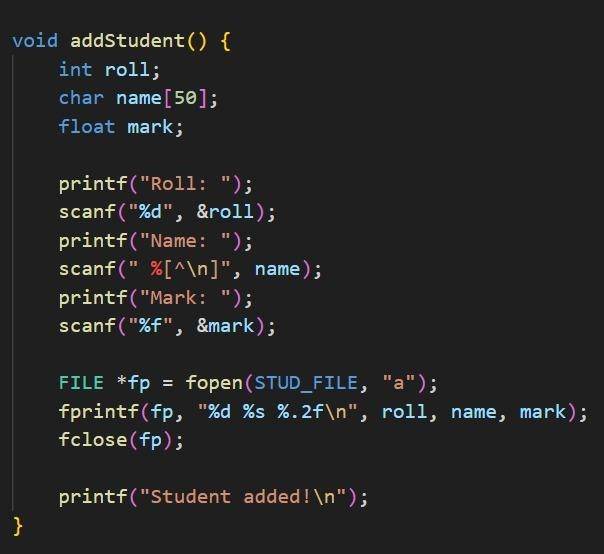 void addStudent() {
    int roll;
    char name[50];
    float mark;

    printf("Roll: ");
    scanf("%d", &roll);
    printf("Name: ");
    scanf(" %[^\n]", name);
    printf("Mark: ");
    scanf("%f", &mark);

    FILE *fp = fopen(STUD_FILE, "a");
    fprintf(fp, "%d %s %.2f\n", roll, name, mark);
    fclose(fp);

    printf("Student added!\n");
}